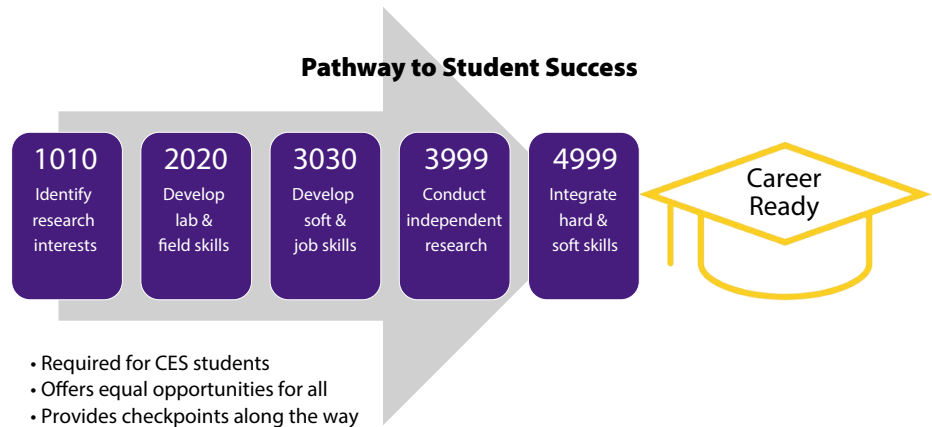 Pathway to Student Success
1010
Identify
research
interests
2020
Develop
lab &
field skills
3030
Develop
soft &
job skills
3999
Conduct
independent
research
4999
Integrate
hard &
soft skills
Career
Ready
• Required for CES students
• Offers equal opportunities for all
• Provides checkpoints along the way